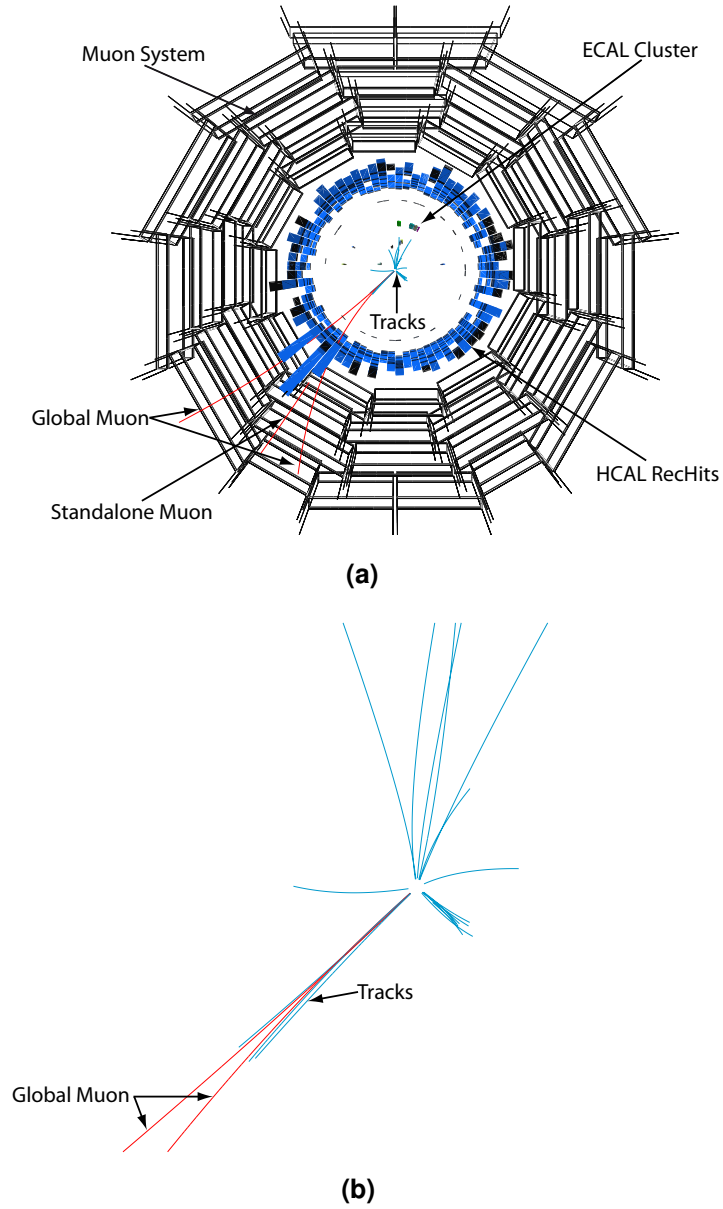 Muon System
ECAL Cluster
Tracks
Global Muon
HCAL RecHits
Standalone Muon
(a)
Tracks
Global Muon
(b)